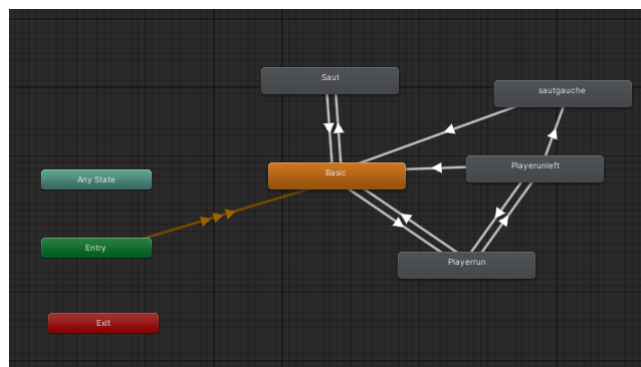 Saut
sautgauche
Basic
Playerunleft
Any State
Entry
Playerrun
Exit